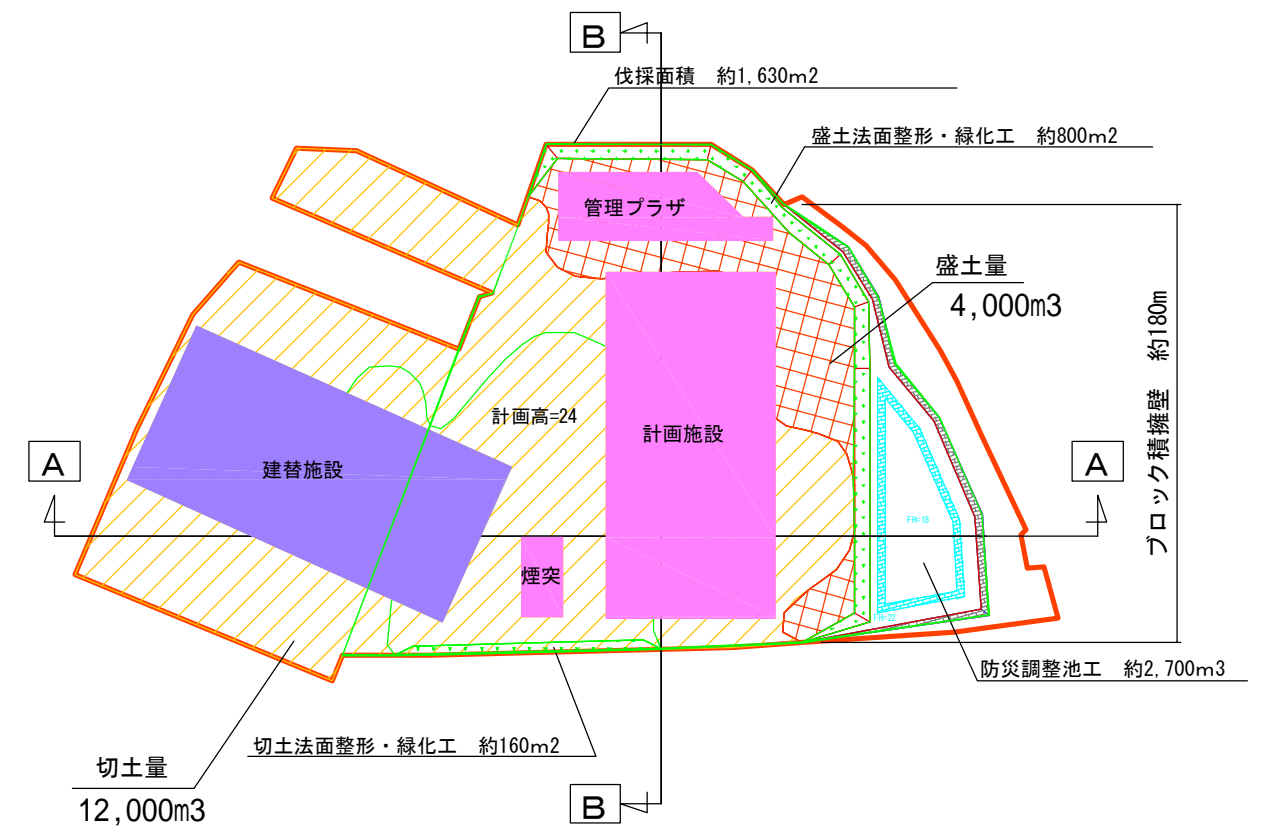 B
伐採面積　約1,630m2
盛土法面整形・緑化工　約800m2
管理プラザ
盛土量
4,000m3
ブロック積擁壁　約180m
計画高=24
計画施設
建替施設
A
A
FH=18
煙突
FH=22
防災調整池工　約2,700m3
切土法面整形・緑化工　約160m2
切土量
12,000m3
B